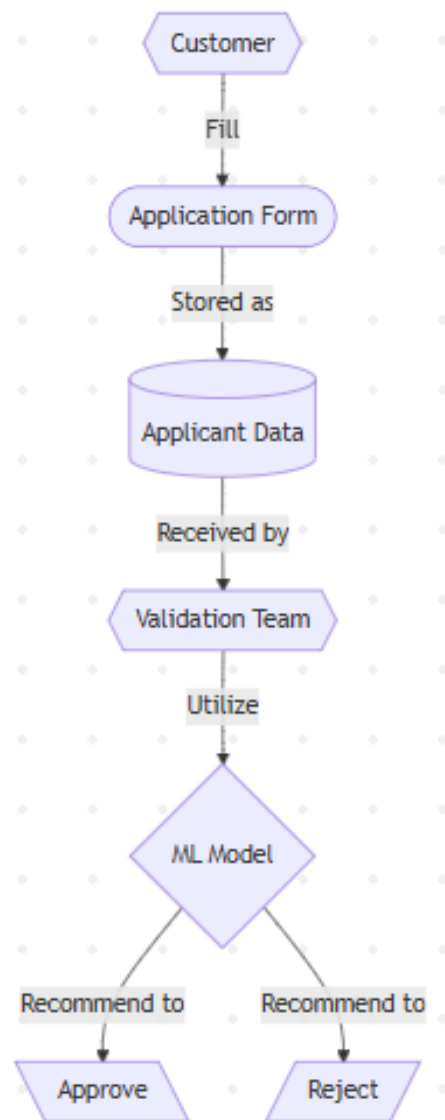 Customer
Fill
Application Form
Stored as
Applicant Data
Received by
Validation Team
Utilize
ML Model
Recommend to
Recommend to
Approve
Reject